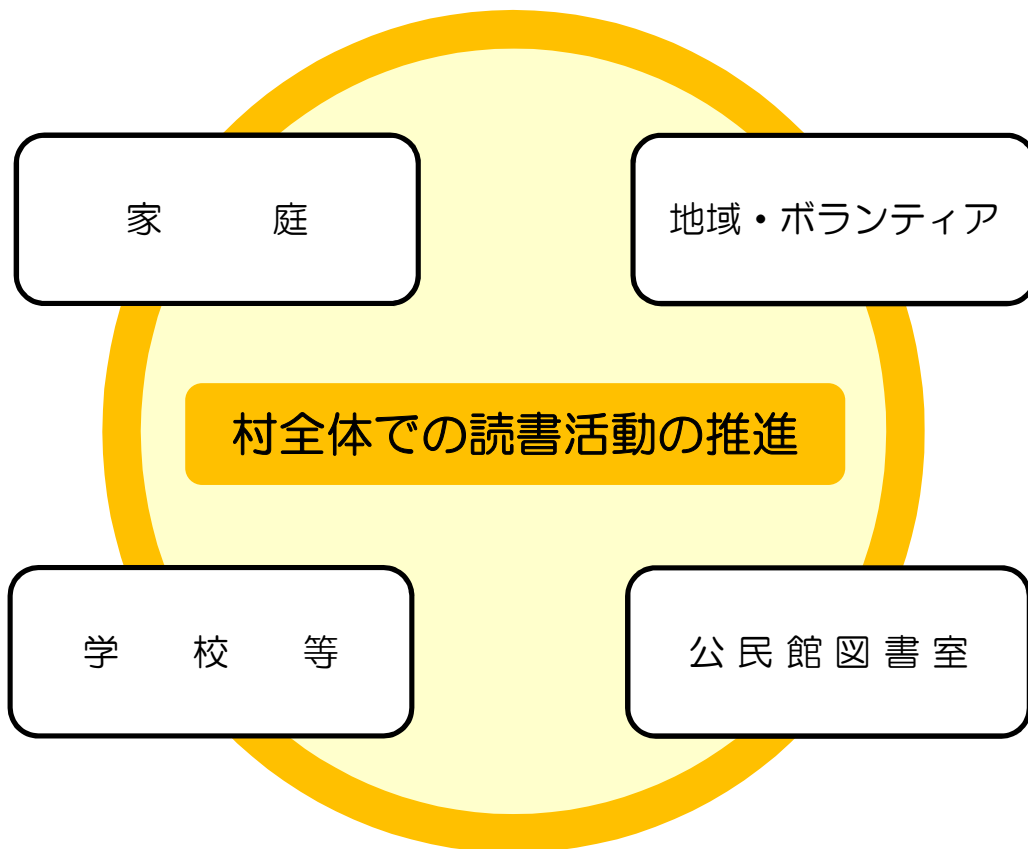 家　　　庭
地域・ボランティア
村全体での読書活動の推進
学　　校　　等
公 民 館 図 書 室